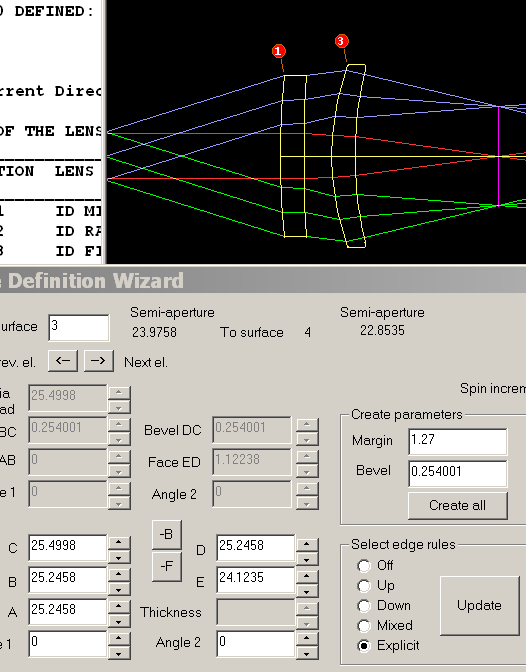 O DEFINED:
1
3
rrent Direc
OF THE LENS
TION LENS
1 ID MI
2 ID RA
3 ID FI
Definition Wizard
Semi-aperture Semi-aperture
urface 3 23.9758 To surface 4 22.8535
rev. el. <-- --> Next el.
ia
ad 25.4998 Spin increm
Create parameters
BC 0.254001 Bevel DC 0.254001 Margin 1.27
AB 0 Face ED 1.12238 Bevel 0.254001
e 1 0 Angle 2 0 Create all
-B
C 25.4998 D 25.2458 Select edge rules
Off
-F
B 25.2458 E 24.1235 Up
A 25.2458 Thickness Down Update
Mixed
e 1 0 Angle 2 0 Explicit